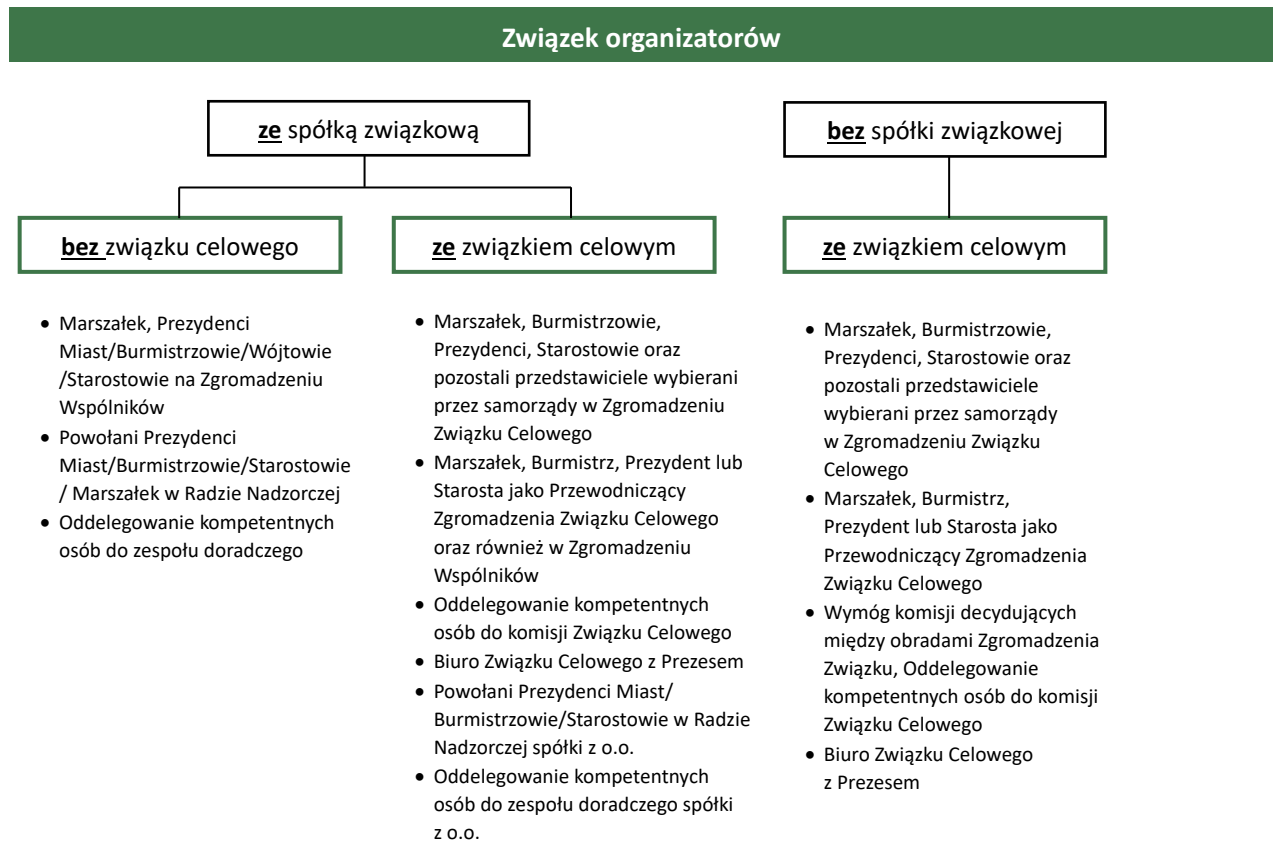 Związek organizatorów
ze spółką związkową
bez spółki związkowej
bez związku celowego
ze związkiem celowym
ze związkiem celowym
• Marszałek, Prezydenci
Miast/Burmistrzowie/Wójtowie
/Starostowie na Zgromadzeniu
Wspólników
• Powołani Prezydenci
Miast/Burmistrzowie/Starostowie
/ Marszałek w Radzie Nadzorczej
• Oddelegowanie kompetentnych
osób do zespołu doradczego
• Marszałek, Burmistrzowie,
Prezydenci, Starostowie oraz
pozostali przedstawiciele wybierani
przez samorządy w Zgromadzeniu
Związku Celowego
• Marszałek, Burmistrz, Prezydent lub
Starosta jako Przewodniczący
Zgromadzenia Związku Celowego
oraz również w Zgromadzeniu
Wspólników
• Oddelegowanie kompetentnych
osób do komisji Związku Celowego
• Biuro Związku Celowego z Prezesem
• Powołani Prezydenci Miast/
Burmistrzowie/Starostowie w Radzie
Nadzorczej spółki z o.o.
• Oddelegowanie kompetentnych
osób do zespołu doradczego spółki
z o.o.
• Marszałek, Burmistrzowie,
Prezydenci, Starostowie oraz
pozostali przedstawiciele
wybierani przez samorządy
w Zgromadzeniu Związku
Celowego
• Marszałek, Burmistrz,
Prezydent lub Starosta jako
Przewodniczący Zgromadzenia
Związku Celowego
• Wymóg komisji decydujących
między obradami Zgromadzenia
Związku, Oddelegowanie
kompetentnych osób do komisji
Związku Celowego
• Biuro Związku Celowego
z Prezesem